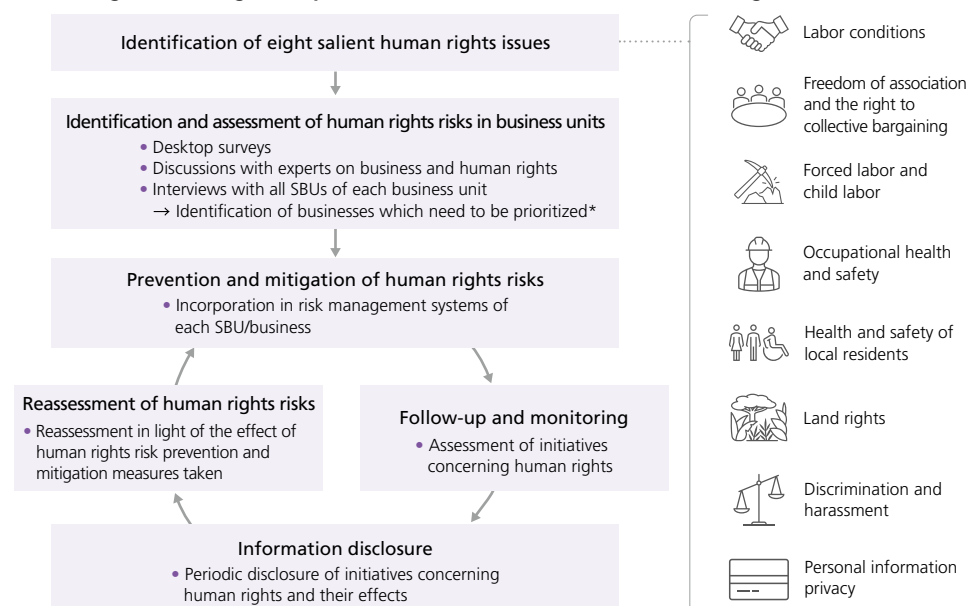 Identification of eight salient human rights issues
Identification and assessment of human rights risks in business units
• Desktop surveys
• Discussions with experts on business and human rights
• Interviews with all SBUs of each business unit
→ Identification of businesses which need to be prioritized*
Prevention and mitigation of human rights risks
• Incorporation in risk management systems of
each SBU/business
Reassessment of human rights risks
• Reassessment in light of the effect of
human rights risk prevention and
mitigation measures taken
Follow-up and monitoring
• Assessment of initiatives
concerning human rights
Information disclosure
• Periodic disclosure of initiatives concerning
human rights and their effects
Labor conditions
Freedom of association
and the right to
collective bargaining
Forced labor and
child labor
Occupational health
and safety
Health and safety of
local residents
Land rights
Discrimination and
harassment
Personal information
privacy